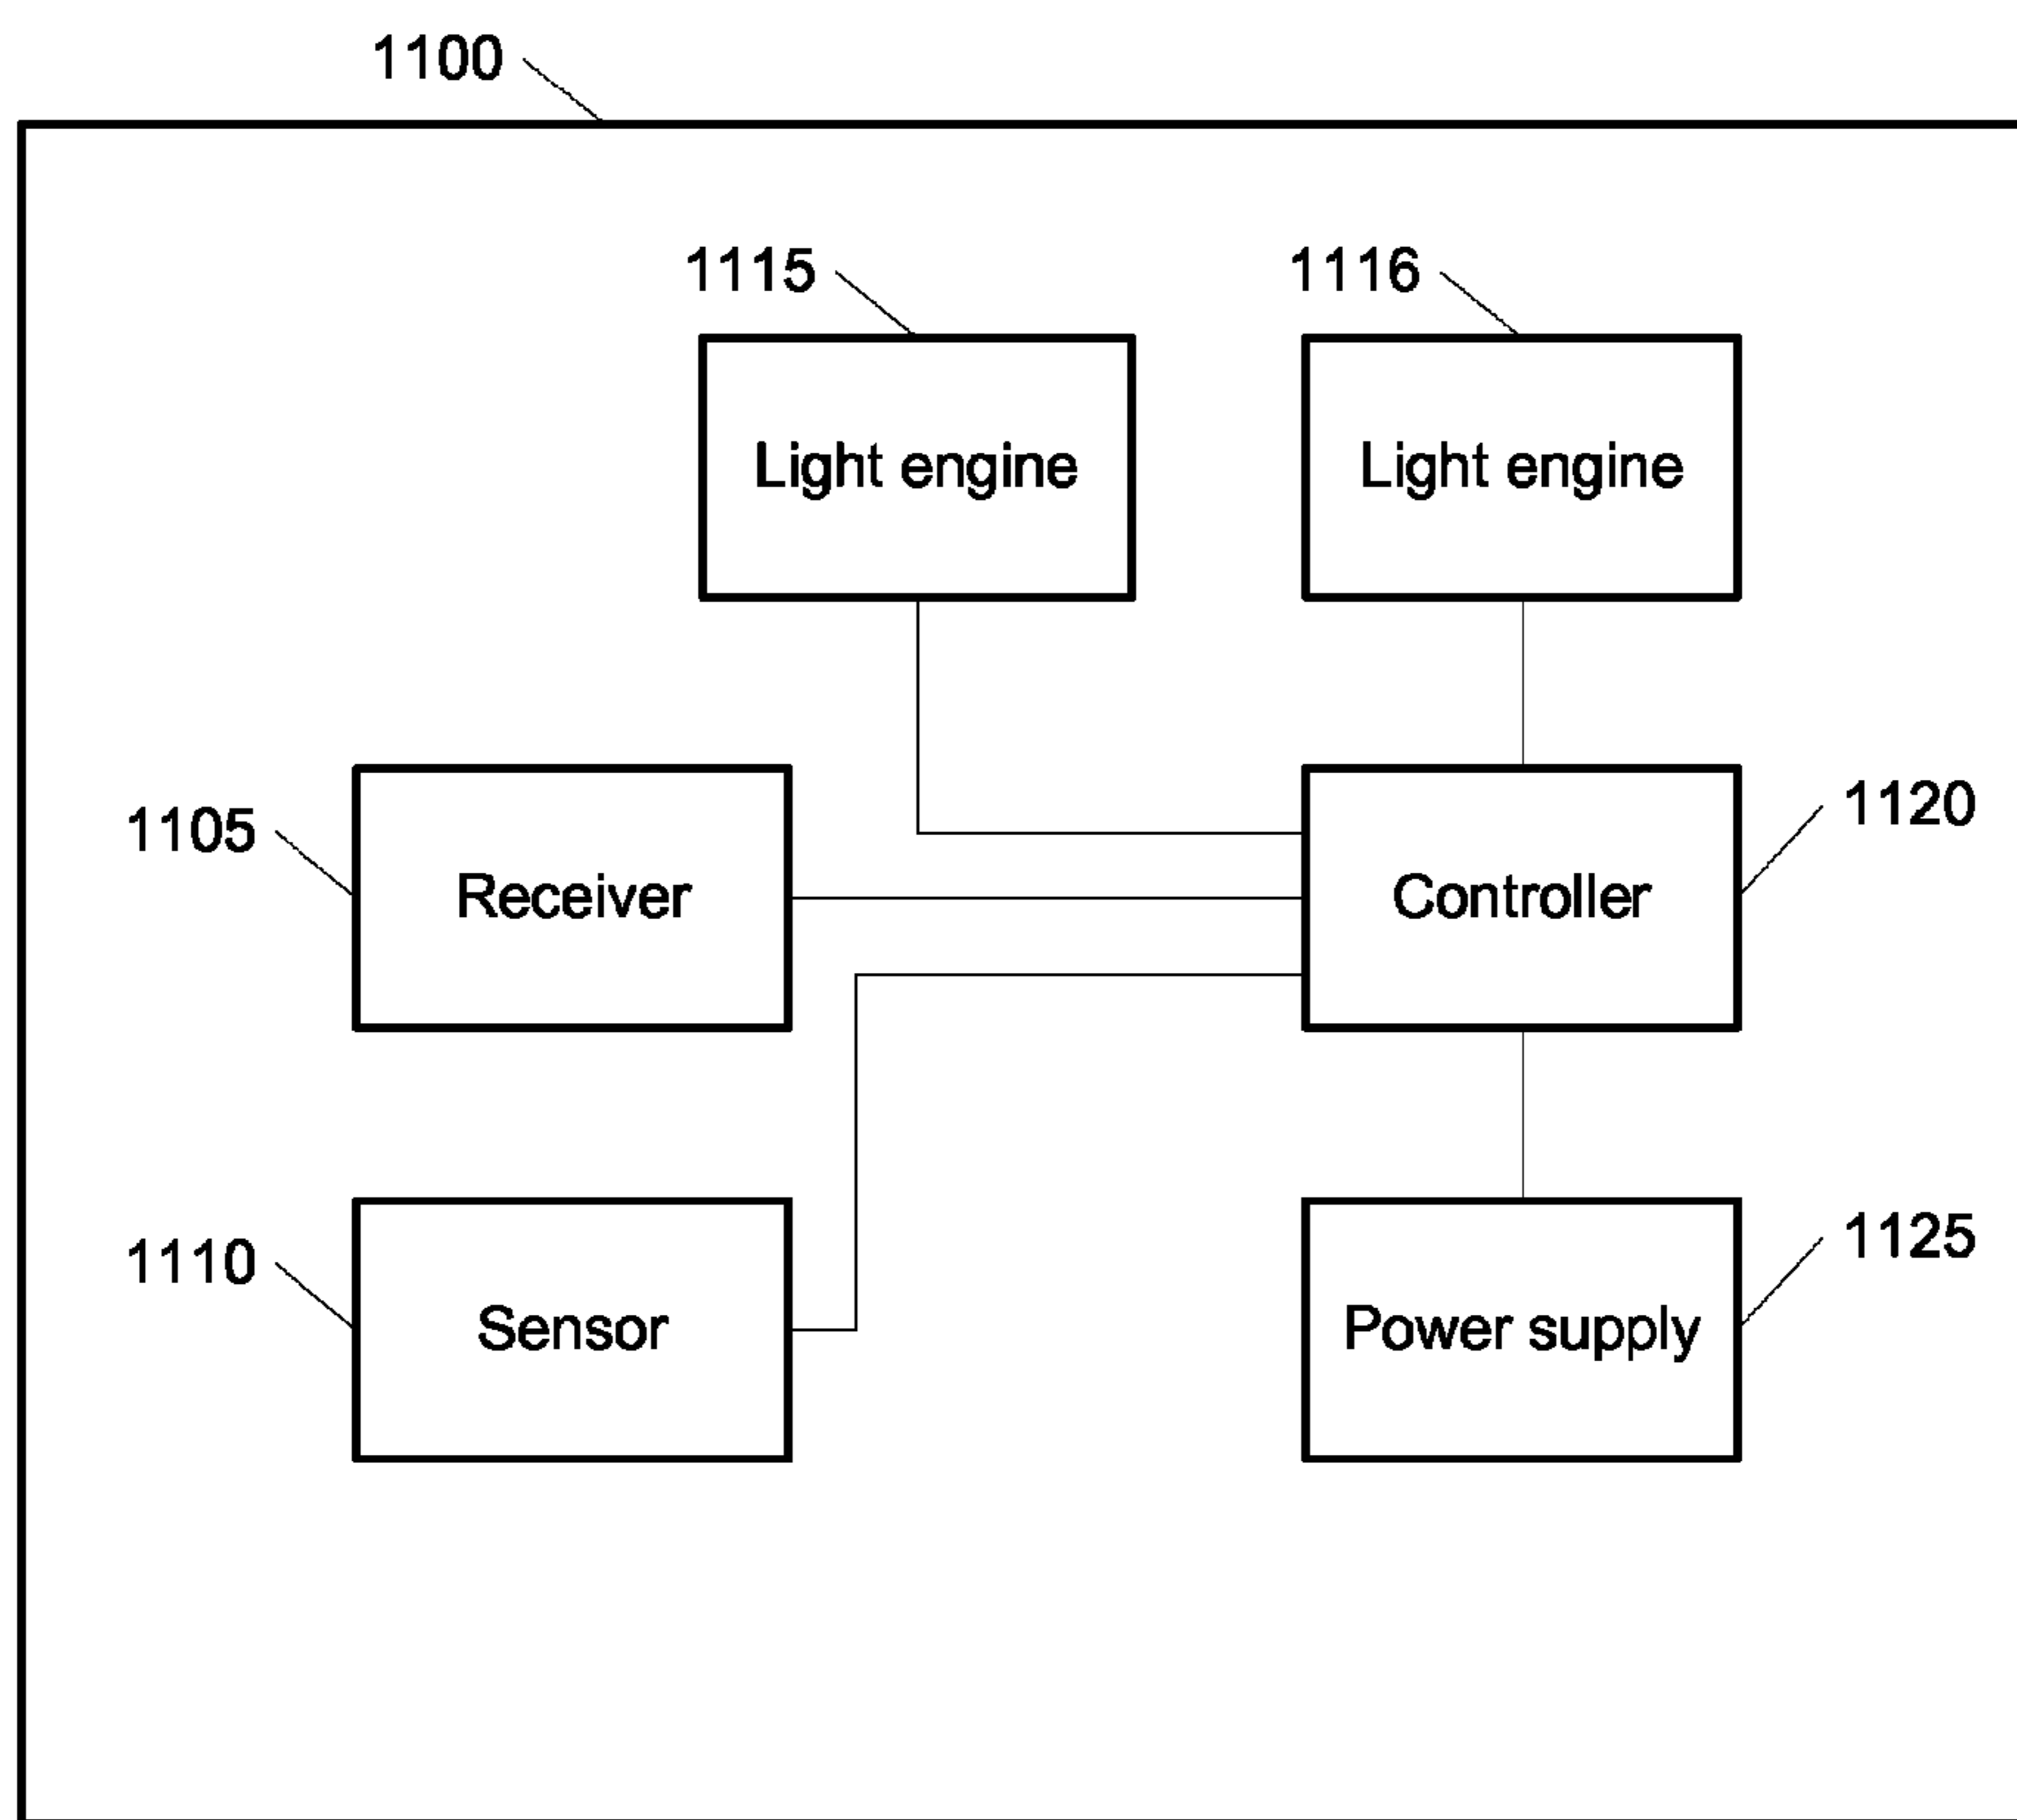 1100
1115
1116
Light engine
Light engine
1105
1120
Receiver
Controller
1110
1125
Sensor
Power supply